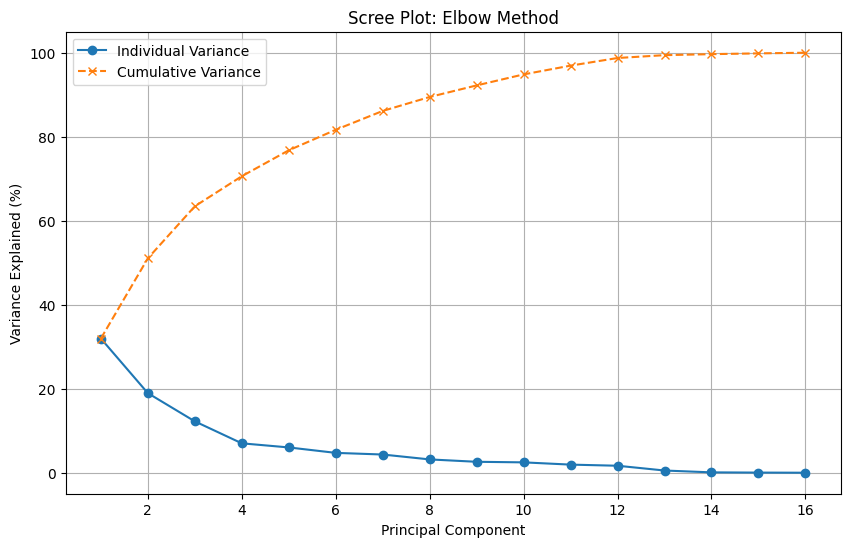 Scree Plot: Elbow Method
Individual Variance
Cumulative Variance
Variance Explained (%)
100
80
60
40
20
0
2 4 6 8 10 12 14 16
Principal Component